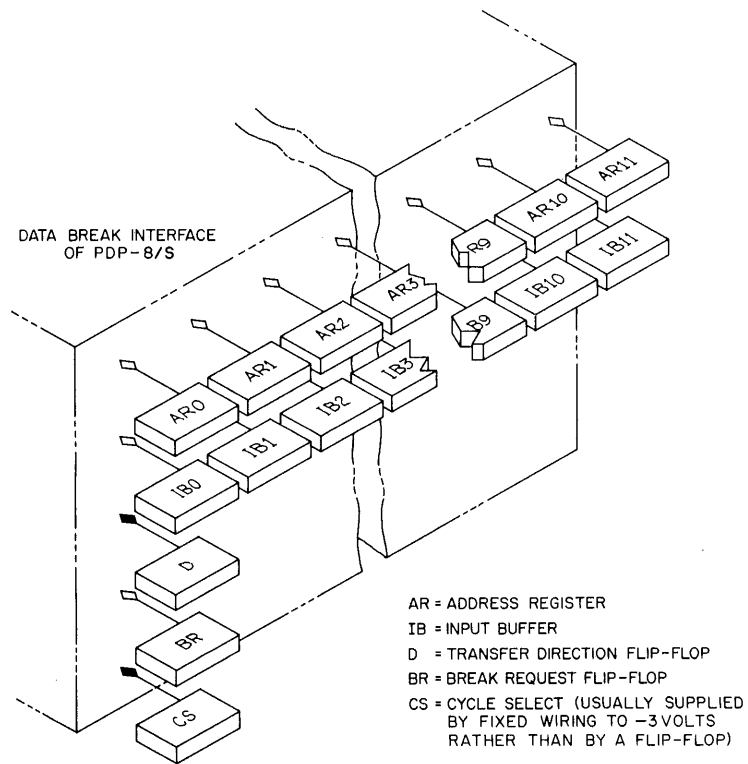 DATA BREAK INTERFACE
OF PDP-8/S
AR0
AR1
AR2
AR3
R9
AR10
AR11
IB0
IB1
IB2
IB3
B9
IB10
IB11
D
BR
CS
AR = ADDRESS REGISTER
IB = INPUT BUFFER
D = TRANSFER DIRECTION FLIP-FLOP
BR = BREAK REQUEST FLIP-FLOP
CS = CYCLE SELECT (USUALLY SUPPLIED
BY FIXED WIRING TO -3 VOLTS
RATHER THAN BY A FLIP-FLOP)